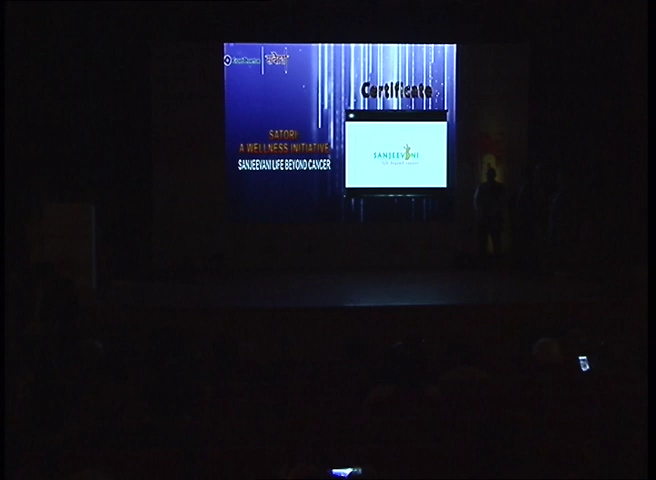 Certificate
SATORI
A WELLNESS INITIATIVE
SANJEEVANI LIFE BEYOND CANCER
SANJEEVANI